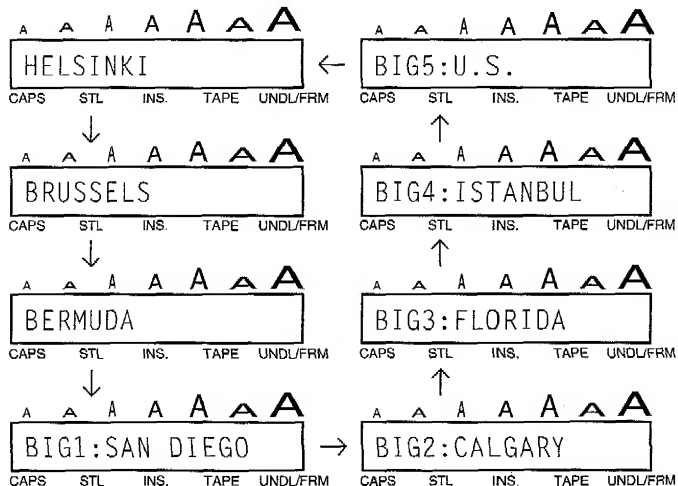 A A A A A A A
HELSINKI
CAPS STL INS. TAPE UNDL/FRM
A A A A A A A
BRUSSELS
CAPS STL INS. TAPE UNDL/FRM
A A A A A A A
BERMUDA
CAPS STL INS. TAPE UNDL/FRM
A A A A A A A
BIG1:SAN DIEGO
CAPS STL INS. TAPE UNDL/FRM
A A A A A A A
BIG2:CALGARY
CAPS STL INS. TAPE UNDL/FRM
A A A A A A A
BIG3:FLORIDA
CAPS STL INS. TAPE UNDL/FRM
A A A A A A A
BIG4:ISTANBUL
CAPS STL INS. TAPE UNDL/FRM
A A A A A A A
BIG5:U.S.
CAPS STL INS. TAPE UNDL/FRM